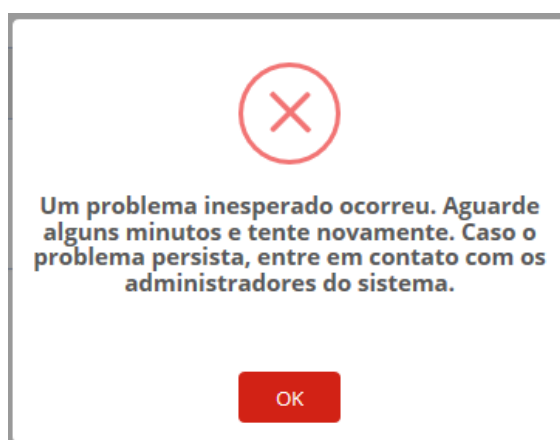 Um problema inesperado ocorreu. Aguarde
alguns minutos e tente novamente. Caso o
problema persista, entre em contato com os
administradores do sistema.
OK